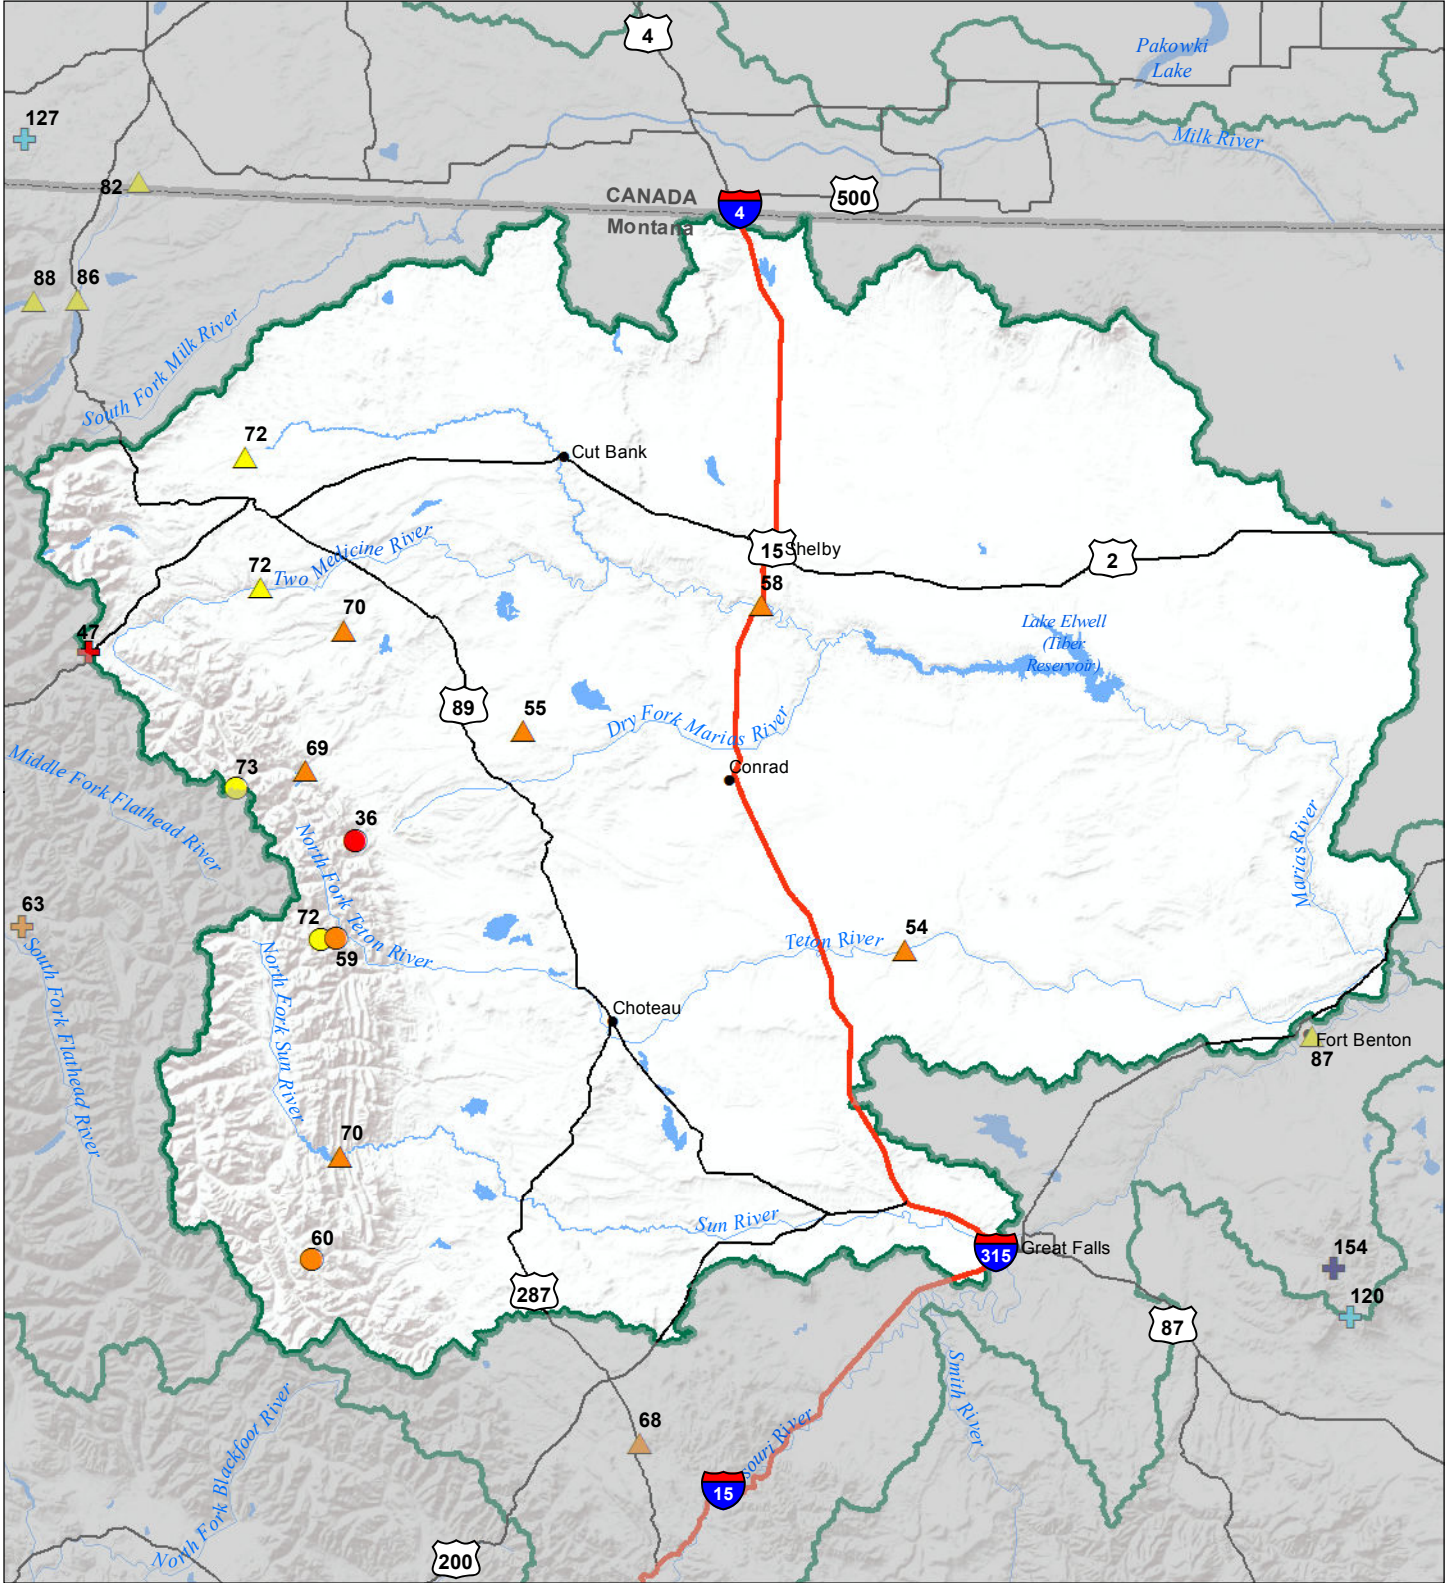 4
Pakowki
Lake
127
Milk River
82
CANADA
500
4
Montana
88
86
South Fork Milk River
72
Cut Bank
15
Shelby
2
Two Medicine River
72
58
70
Lake Elwell
(Tiber
Reservoir)
47
89
55
Dry Fork Marias River
69
73
Conrad
Middle Fork Flathead River
36
North Fork Teton River
Marias River
63
72
59
54
Teton River
South Fork Flathead River
North Fork Sun River
Choteau
Fort Benton
87
70
Sun River
60
315
Great Falls
154
287
120
87
Smith River
68
souri River
North Fork Blackfoot River
15
200